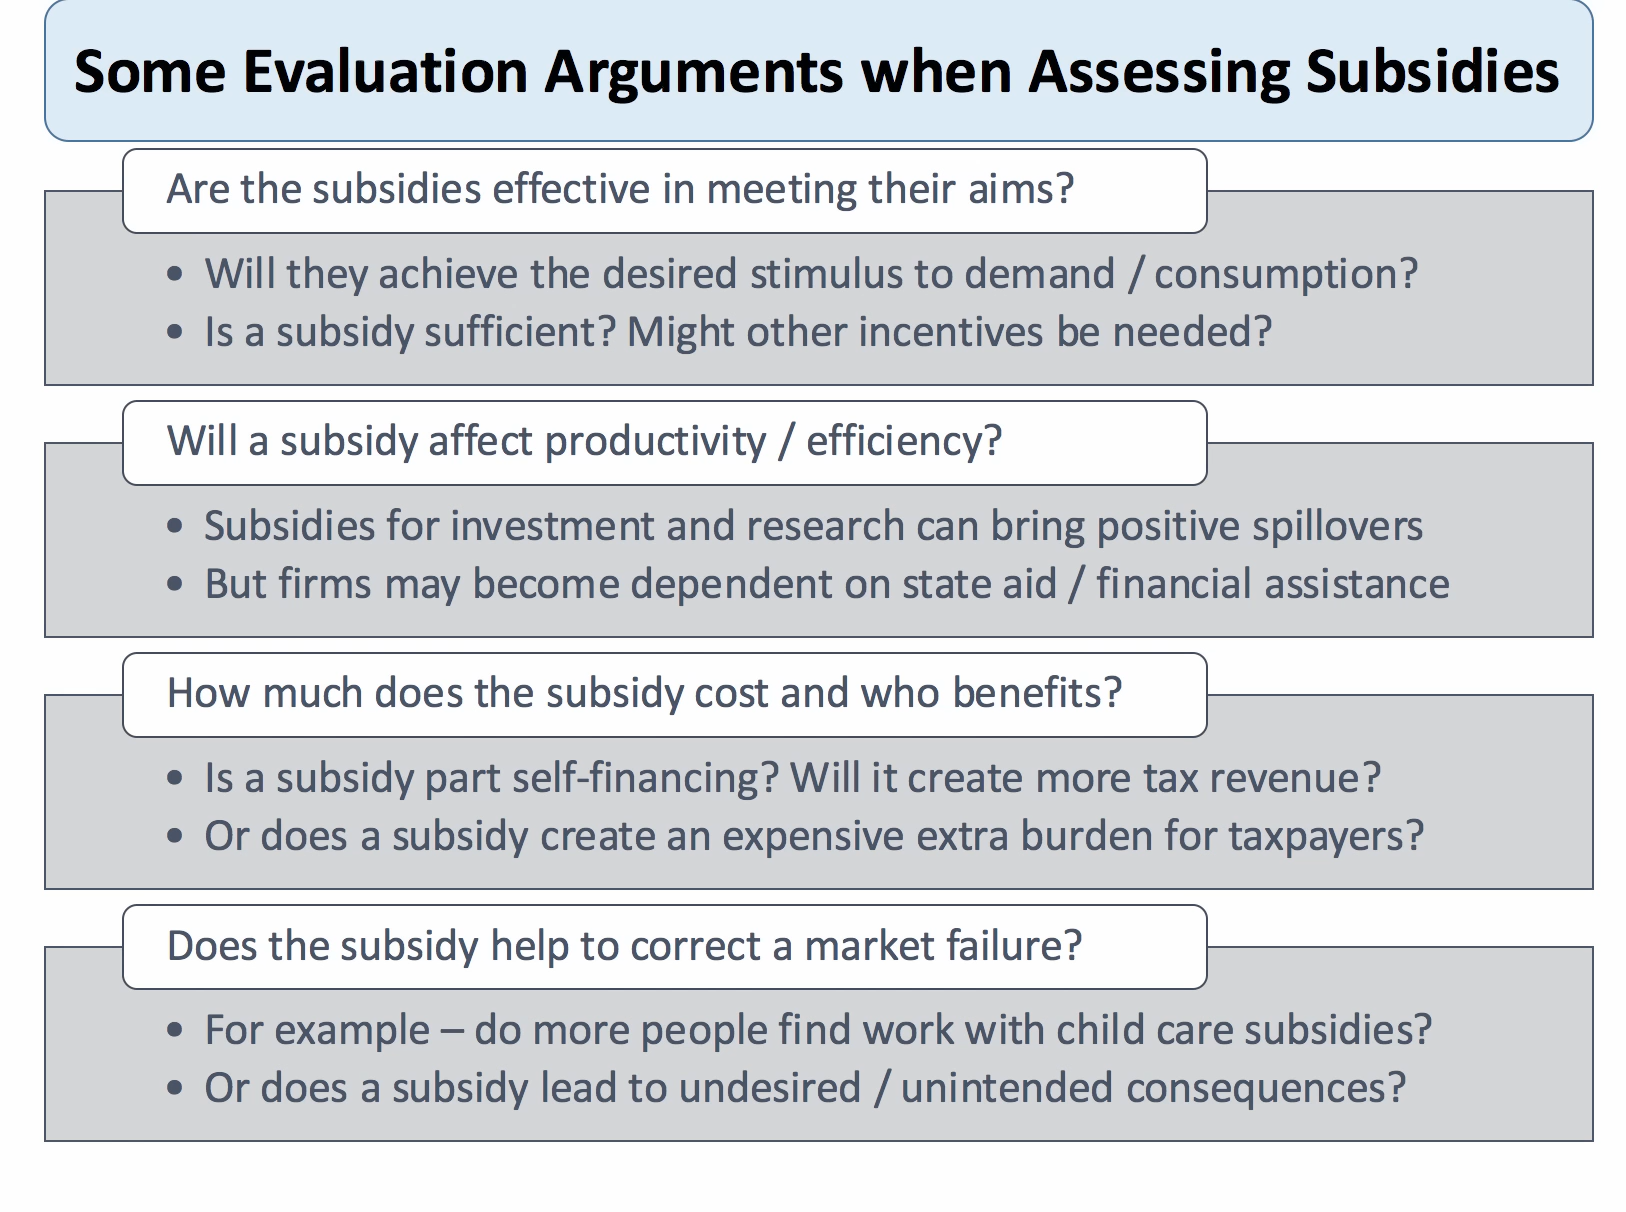 Some Evaluation Arguments when Assessing Subsidies
Are the subsidies effective in meeting their aims?
• Will they achieve the desired stimulus to demand / consumption?
• Is a subsidy sufficient? Might other incentives be needed?
Will a subsidy affect productivity / efficiency?
• Subsidies for investment and research can bring positive spillovers
• But firms may become dependent on state aid / financial assistance
How much does the subsidy cost and who benefits?
• Is a subsidy part self-financing? Will it create more tax revenue?
• Or does a subsidy create an expensive extra burden for taxpayers?
Does the subsidy help to correct a market failure?
• For example – do more people find work with child care subsidies?
• Or does a subsidy lead to undesired / unintended consequences?